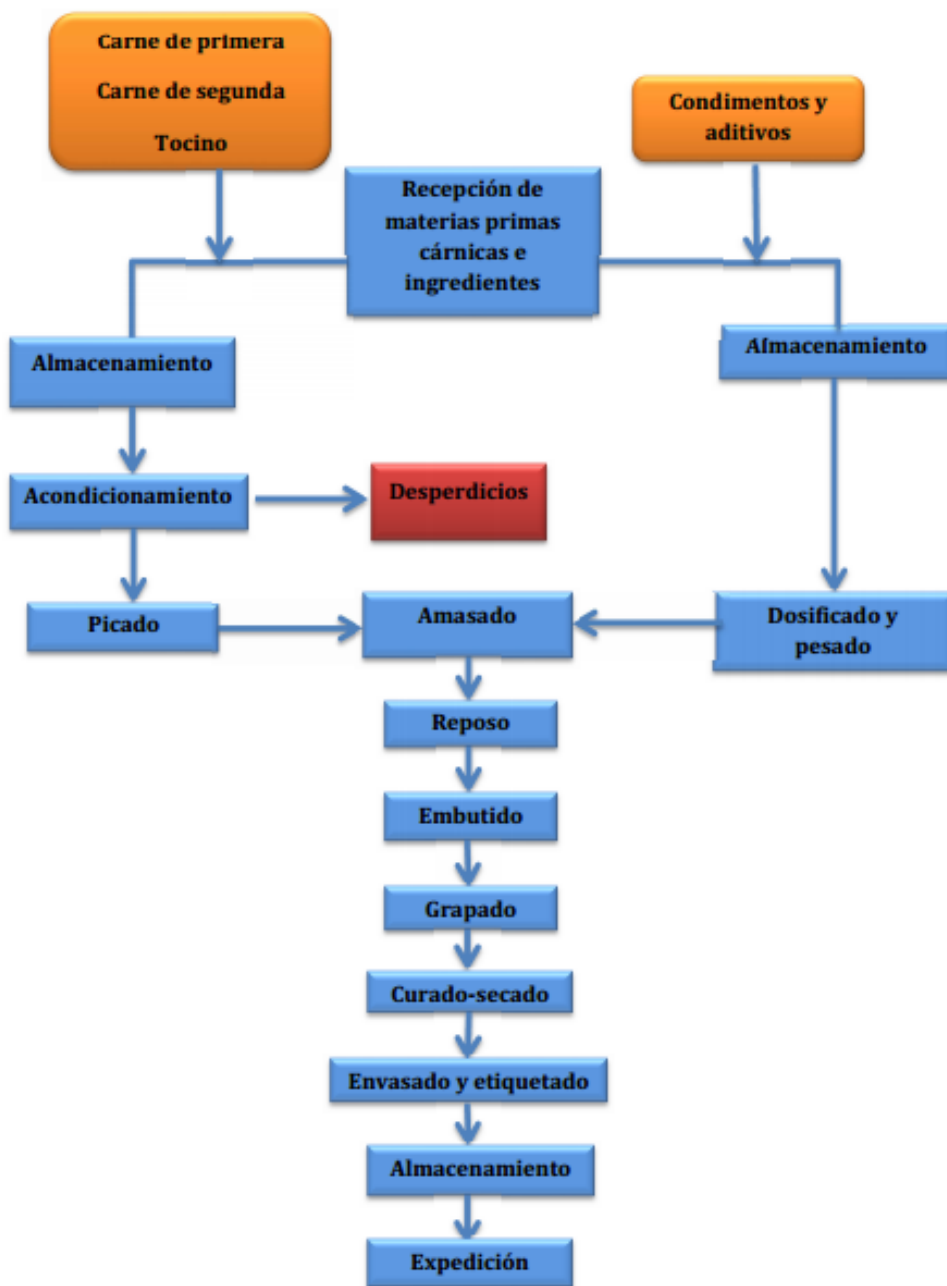 Carne de primera
Carne de segunda
Tocino
Condimentos y
aditivos
Recepción de
materias primas
cárnicas e
ingredientes
Almacenamiento
Almacenamiento
Acondicionamiento
Desperdicios
Picado
Amasado
Dosificado y
pesado
Reposo
Embutido
Grapado
Curado-secado
Envasado y etiquetado
Almacenamiento
Expedición